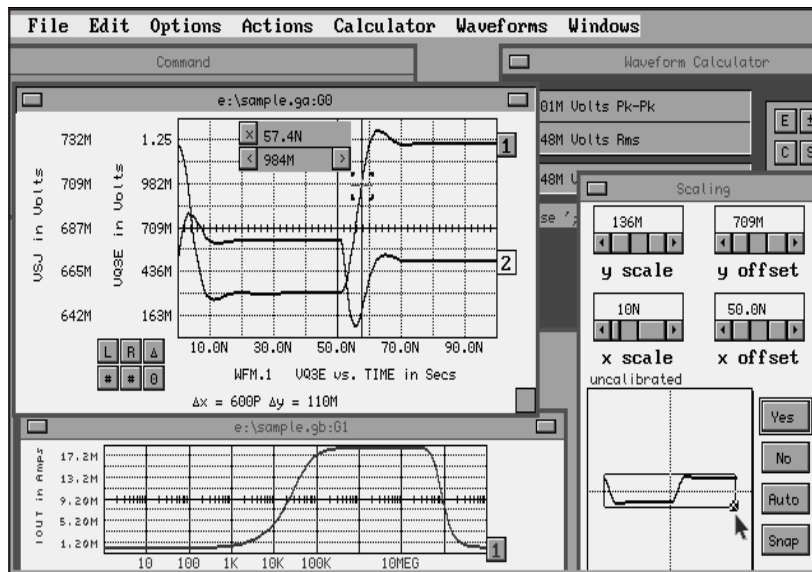 File Edit Options Actions Calculator Waveforms Windows
Command
Waveform Calculator
e:\sample.ga:G0
01M Volts Pk-Pk
48M Volts Rms
48M V
se ';
E ±
C S
VSJ in Volts
732M
709M
687M
665M
642M
VQ3E in Volts
1.25
982M
709M
436M
163M
X 57.4N
< 984M >
1
2
10.0N 30.0N 50.0N 70.0N 90.0N
L R Δ
# # 0
WFM.1 VQ3E vs. TIME in Secs
Δx = 600P Δy = 110M
Scaling
136M 709M
y scale y offset
10N 50.0N
x scale x offset
uncalibrated
Yes
No
Auto
Snap
e:\sample.gb:G1
IOUT in Amps
17.2M
13.2M
9.20M
5.20M
1.20M
1
10 100 1K 10K 100K 10MEG